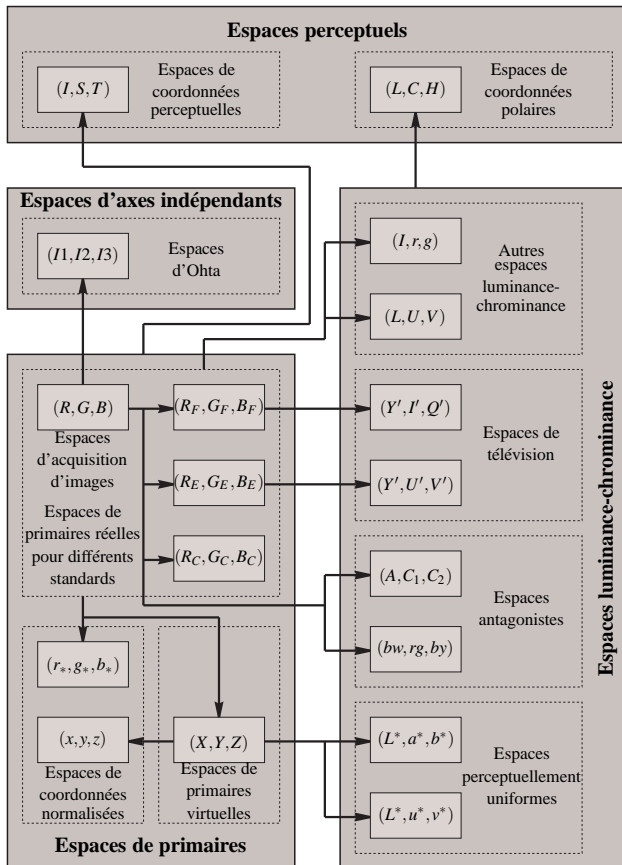 Espaces perceptuels
(I,S,T)
Espaces de
coordonnées
perceptuelles
(L,C,H)
Espaces de
coordonnées
polaires
Espaces d'axes indépendants
(I1,I2,I3)
Espaces
d'Ohta
(R,G,B)
Espaces
d'acquisition
d'images
Espaces de
primaires réelles
pour différents
standards
(R_F,G_F,B_F)
(R_E,G_E,B_E)
(R_C,G_C,B_C)
(r_*,g_*,b_*)
(x,y,z)
Espaces de
coordonnées
normalisées
(X,Y,Z)
Espaces de
primaires
virtuelles
Espaces de primaires
(I,r,g)
(L,U,V)
Autres
espaces
luminance-
chrominance
(Y′,I′,Q′)
(Y′,U′,V′)
Espaces de
télévision
(A,C_1,C_2)
(bw,rg,by)
Espaces
antagonistes
(L*,a*,b*)
(L*,u*,v*)
Espaces
perceptuellement
uniformes
Espaces luminance-chrominance